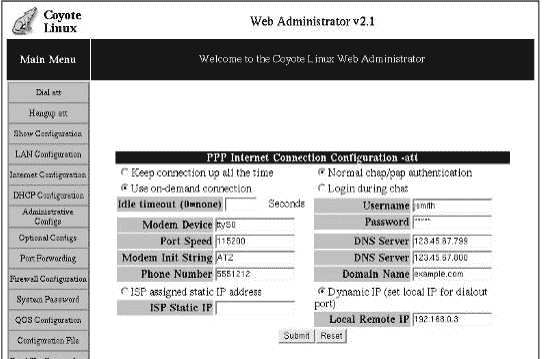 Coyote Linux
Web Administrator v2.1
Main Menu
Welcome to the Coyote Linux Web Administrator
Dial att
Hangup att
Show Configuration
LAN Configuration
Internet Configuration
DHCP Configuration
Administrative Configs
Optional Configs
Port Forwarding
Firewall Configuration
System Password
QOS Configuration
Configuration File
PPP Internet Connection Configuration -att
Keep connection up all the time
Normal chap/pap authentication
Use on-demand connection
Login during chat
Idle timeout (0=none) Seconds
Username jsmith
Password *****
Modem Device ttyS0
Port Speed 115200
DNS Server 123.45.67.799
Modem Init String ATZ
DNS Server 123.45.67.800
Phone Number 5551212
Domain Name example.com
ISP assigned static IP address
Dynamic IP (set local IP for dialout port)
ISP Static IP
Local Remote IP 192.168.0.3
Submit Reset